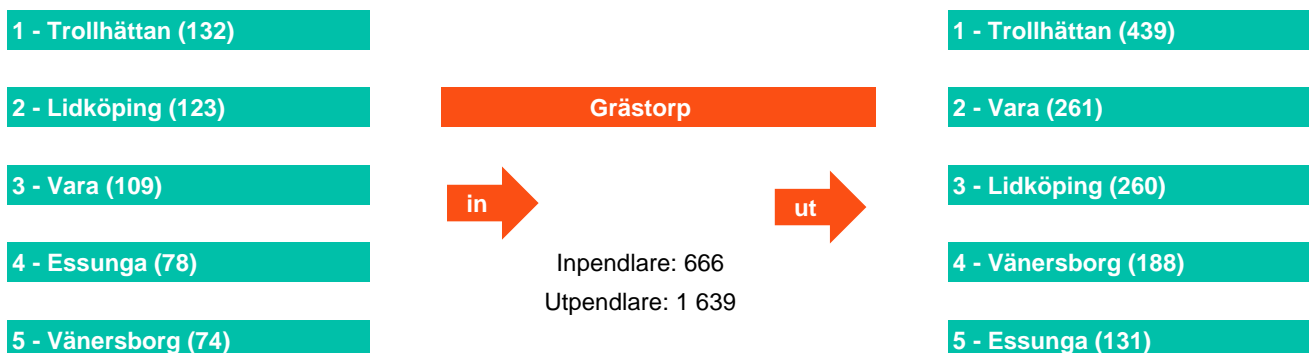 1 - Trollhättan (132)
2 - Lidköping (123)
3 - Vara (109)
4 - Essunga (78)
5 - Vänersborg (74)
Grästorp
in
ut
Inpendlare: 666
Utpendlare: 1 639
1 - Trollhättan (439)
2 - Vara (261)
3 - Lidköping (260)
4 - Vänersborg (188)
5 - Essunga (131)